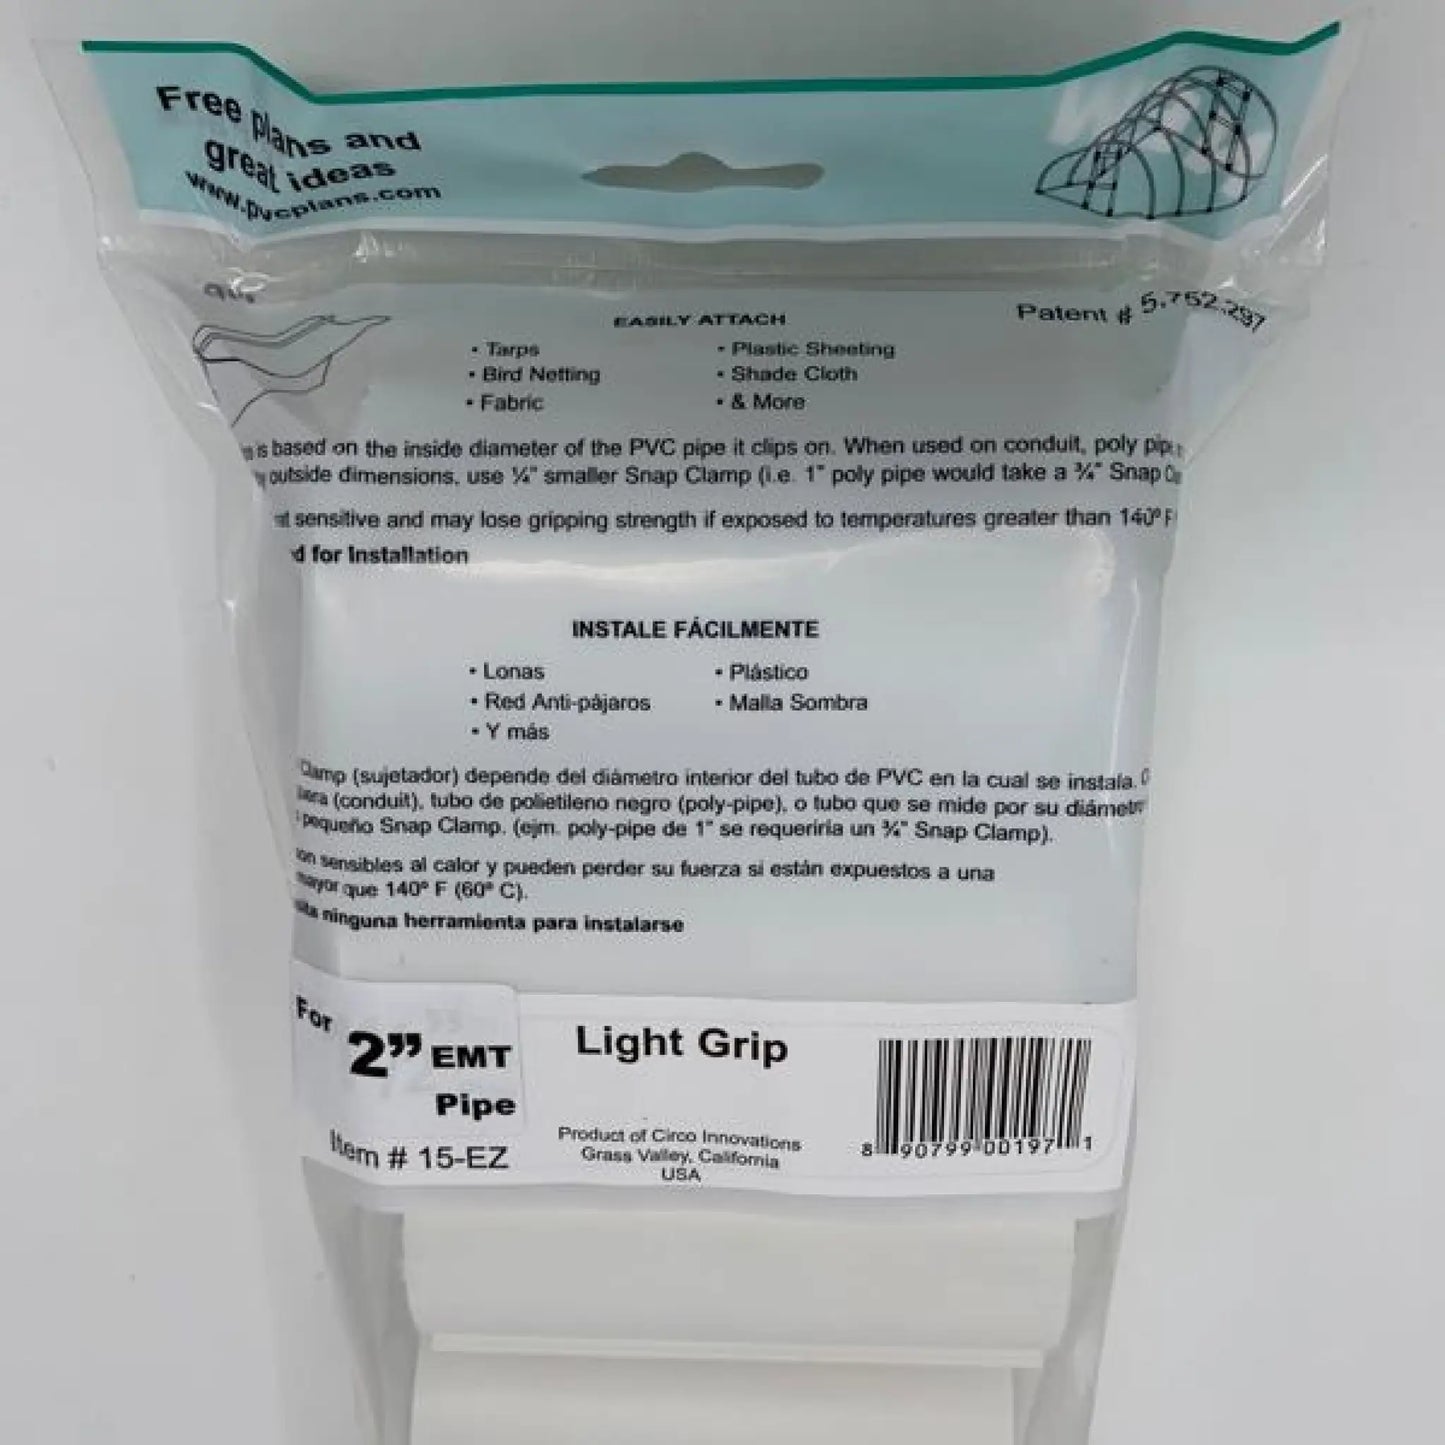 Free plans and
great ideas
www.pvcplans.com
EASILY ATTACH
Patent # 5,752,297
• Tarps
• Plastic Sheeting
• Bird Netting
• Shade Cloth
• Fabric
• & More
is based on the inside diameter of the PVC pipe it clips on. When used on conduit, poly pipe
outside dimensions, use ¼" smaller Snap Clamp (i.e. 1" poly pipe would take a ¾" Snap
sensitive and may lose gripping strength if exposed to temperatures greater than 140º F
for Installation
INSTALE FÁCILMENTE
• Lonas
• Plástico
• Red Anti-pájaros
• Malla Sombra
• Y más
Clamp (sujetador) depende del diámetro interior del tubo de PVC en la cual se instala.
(conduit), tubo de polietileno negro (poly-pipe), o tubo que se mide por su diámetro
pequeño Snap Clamp. (ejm. poly-pipe de 1" se requeriría un ¾" Snap Clamp).
sensibles al calor y pueden perder su fuerza si están expuestos a una
mayor que 140º F (60º C).
ninguna herramienta para instalarse
For
2” EMT
Pipe
Item # 15-EZ
Light Grip
Product of Circo Innovations
Grass Valley, California
USA
8 90799 00197 1